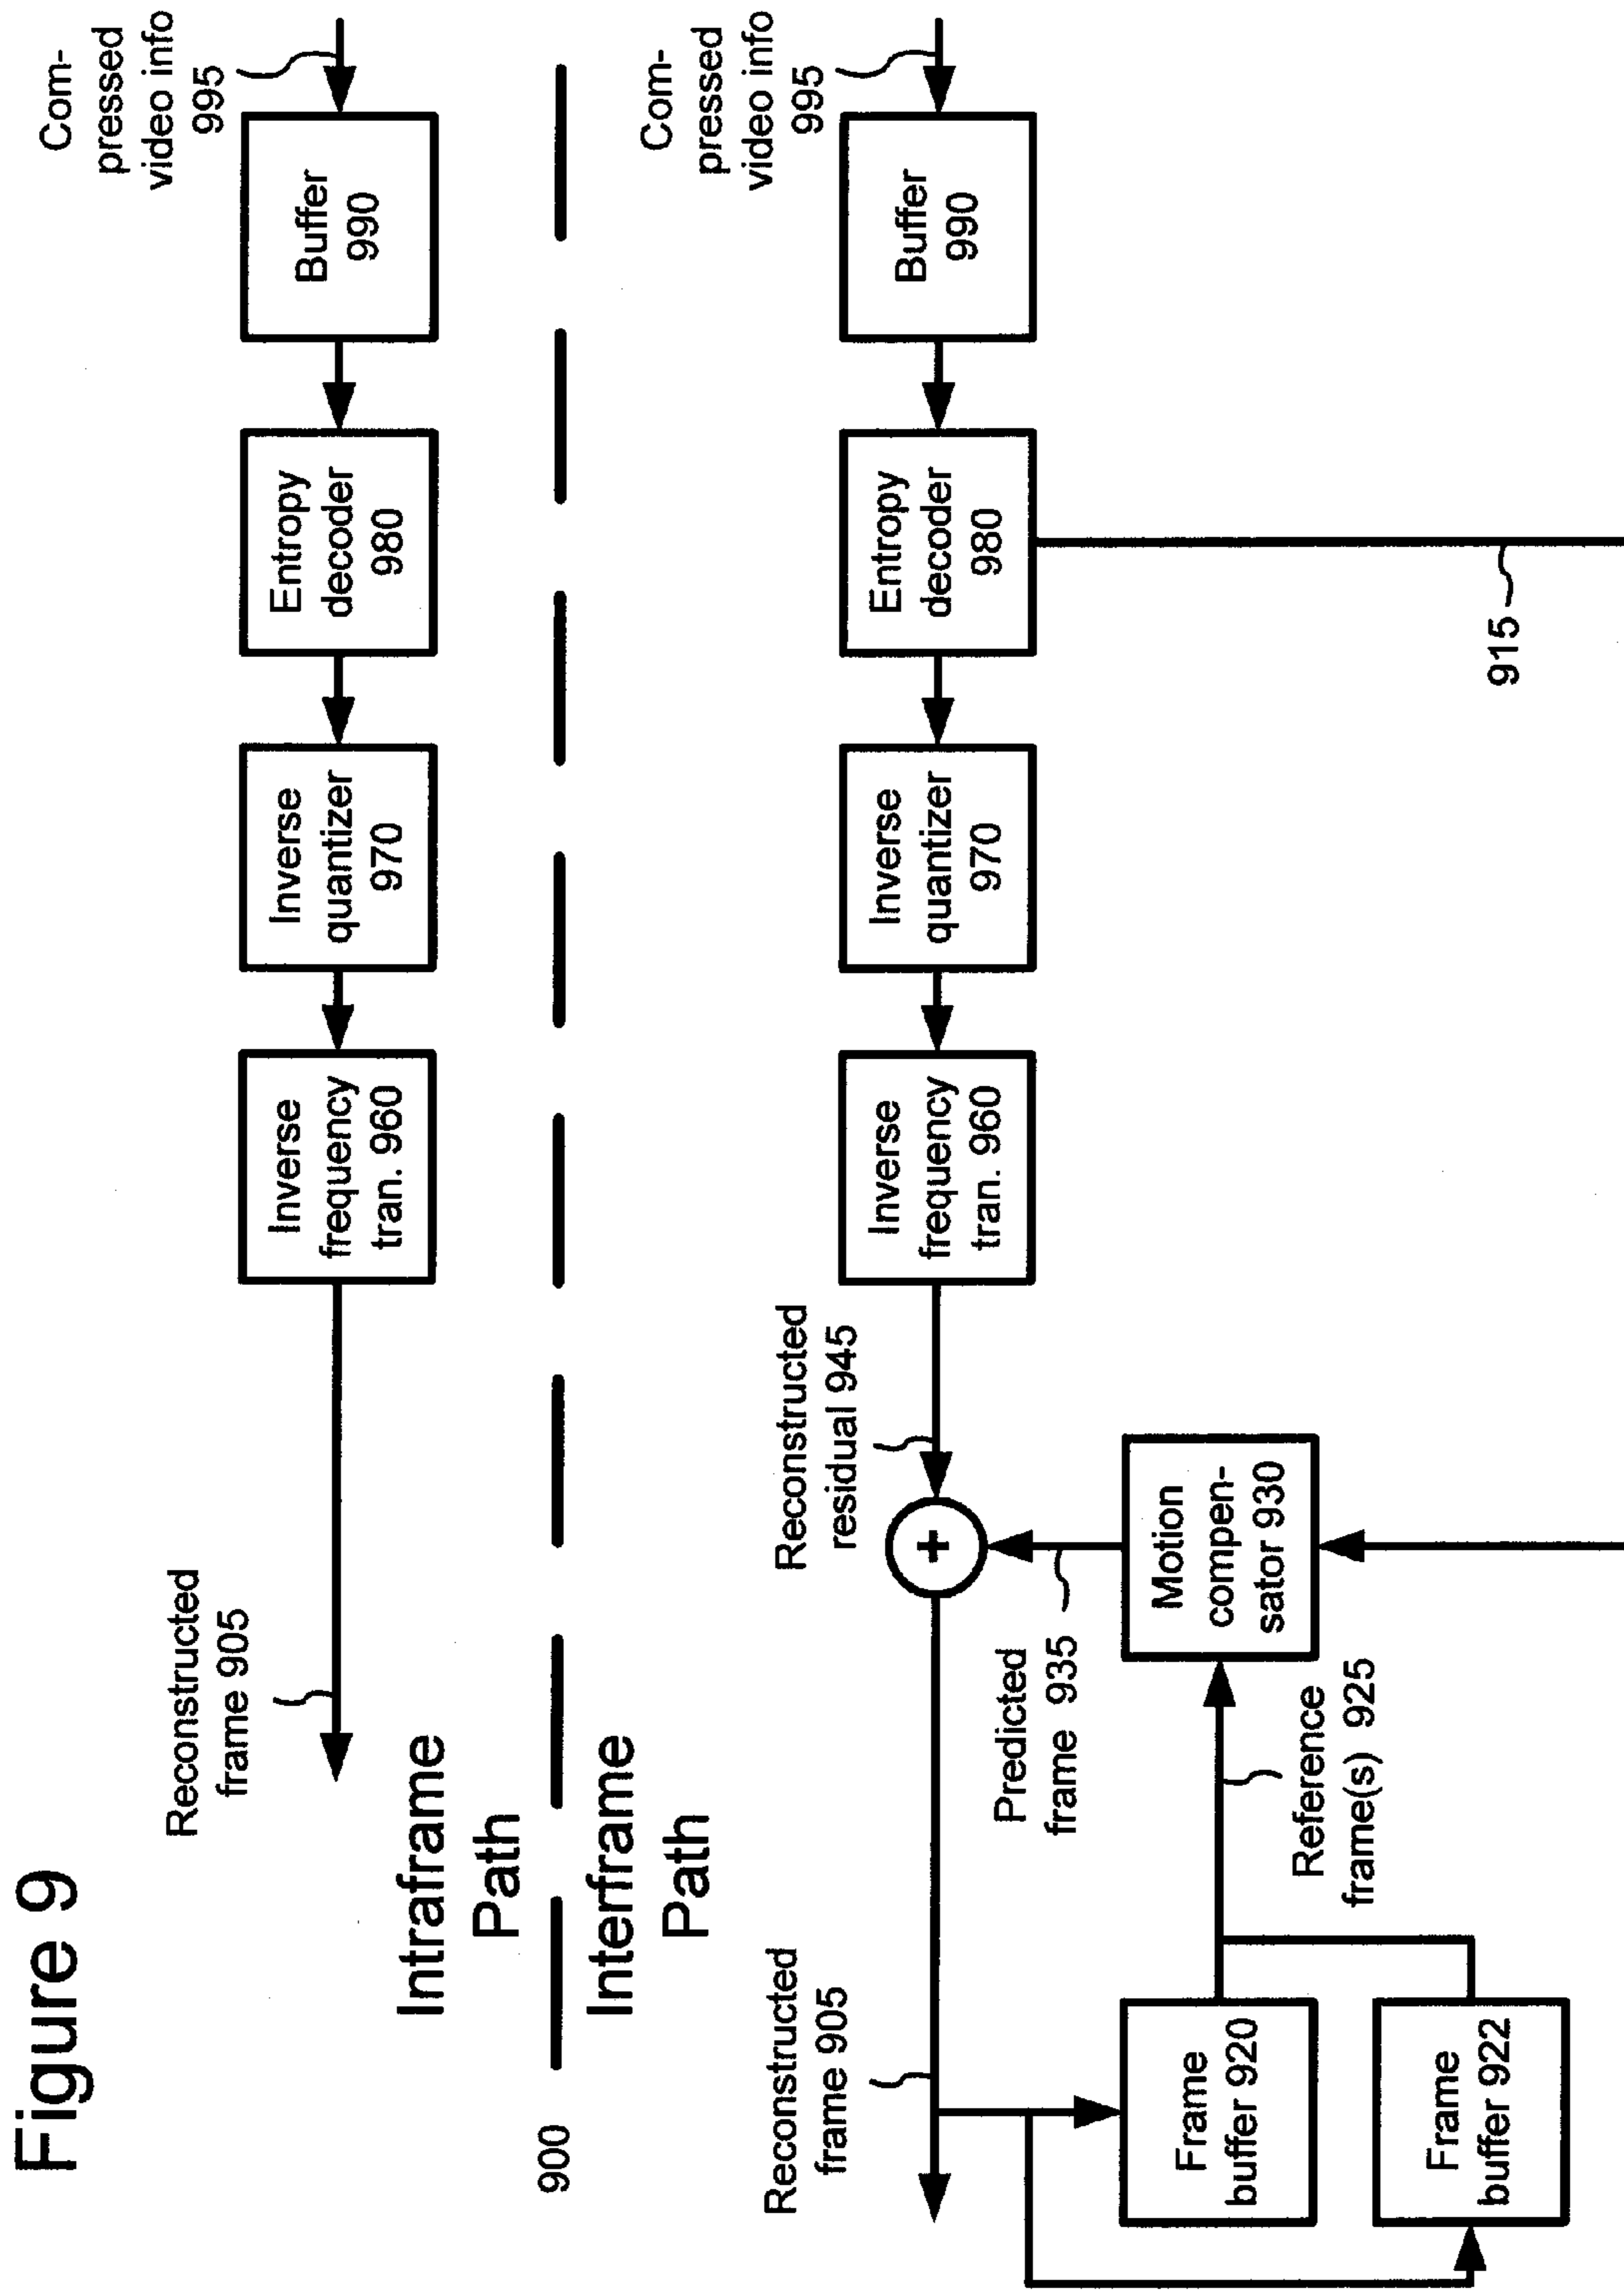 Figure 9
Reconstructed
frame 905
Inverse
frequency
tran. 960
Inverse
quantizer
970
Entropy
decoder
980
Buffer
990
Com-
pressed
video info
995
Intraframe
Path
900
Interframe
Path
Reconstructed
frame 905
Reconstructed
residual 945
Inverse
frequency
tran. 960
Inverse
quantizer
970
Entropy
decoder
980
Buffer
990
Com-
pressed
video info
995
+
Predicted
frame 935
Motion
compen-
sator 930
Reference
frame(s) 925
Frame
buffer 920
Frame
buffer 922
915